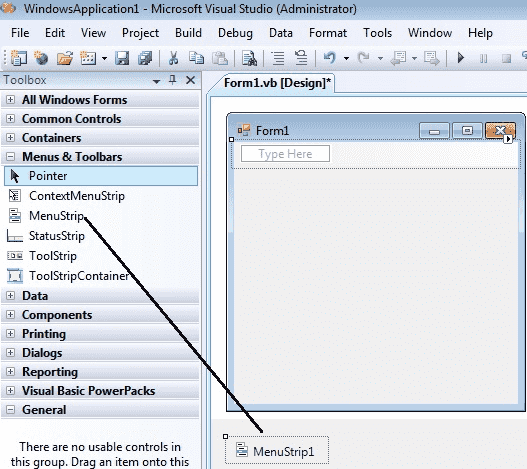 WindowsApplication1 - Microsoft Visual Studio (Administrator)
File Edit View Project Build Debug Data Format Tools Window Help
Toolbox
Form1.vb [Design]*
All Windows Forms
Common Controls
Containers
Menus & Toolbars
Pointer
ContextMenuStrip
MenuStrip
StatusStrip
ToolStrip
ToolStripContainer
Data
Components
Printing
Dialogs
Reporting
Visual Basic PowerPacks
General
There are no usable controls in
this group. Drag an item onto this
Form1
Type Here
MenuStrip1